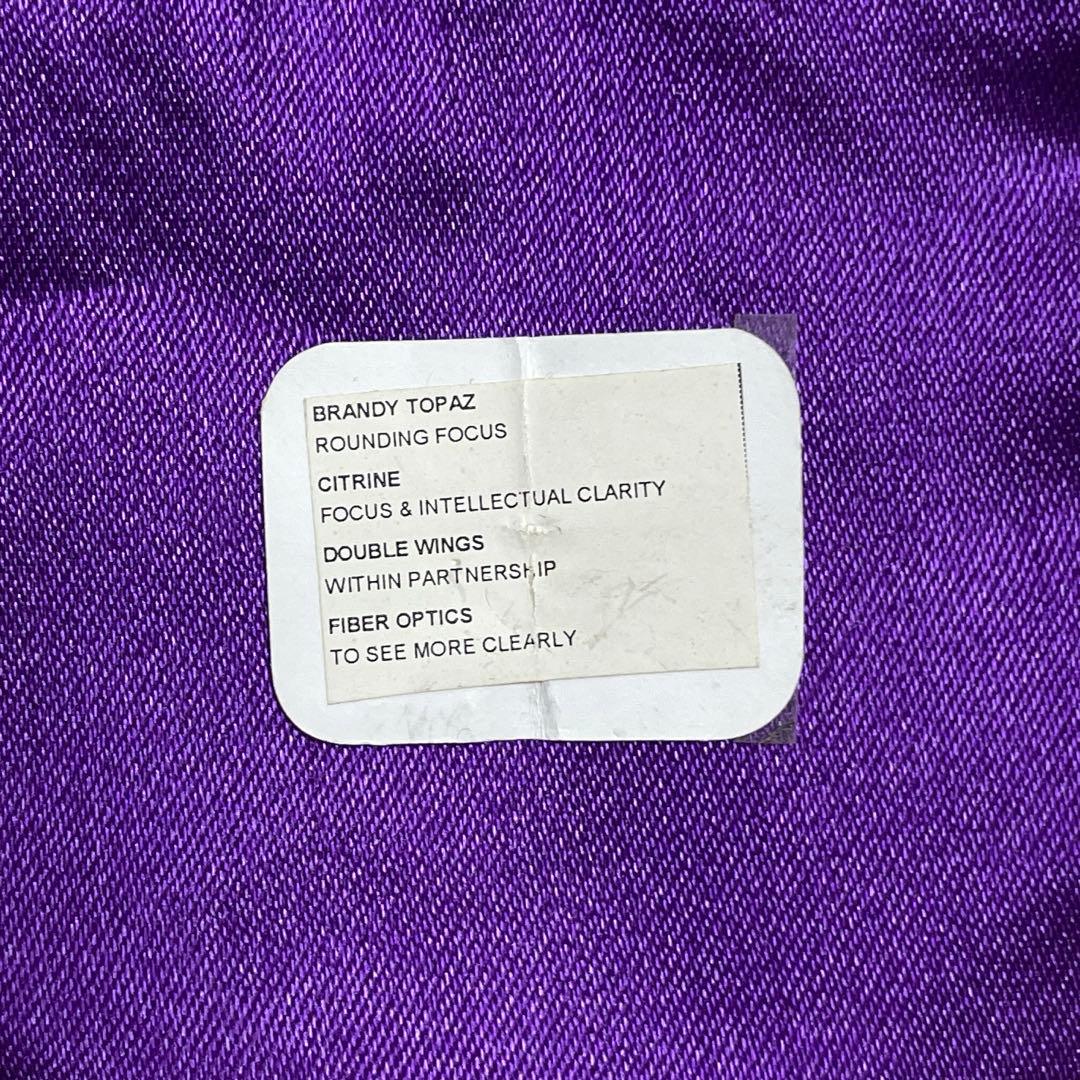 BRANDY TOPAZ
ROUNDING FOCUS
CITRINE
FOCUS & INTELLECTUAL CLARITY
DOUBLE WINGS
WITHIN PARTNERSHIP
FIBER OPTICS
TO SEE MORE CLEARLY